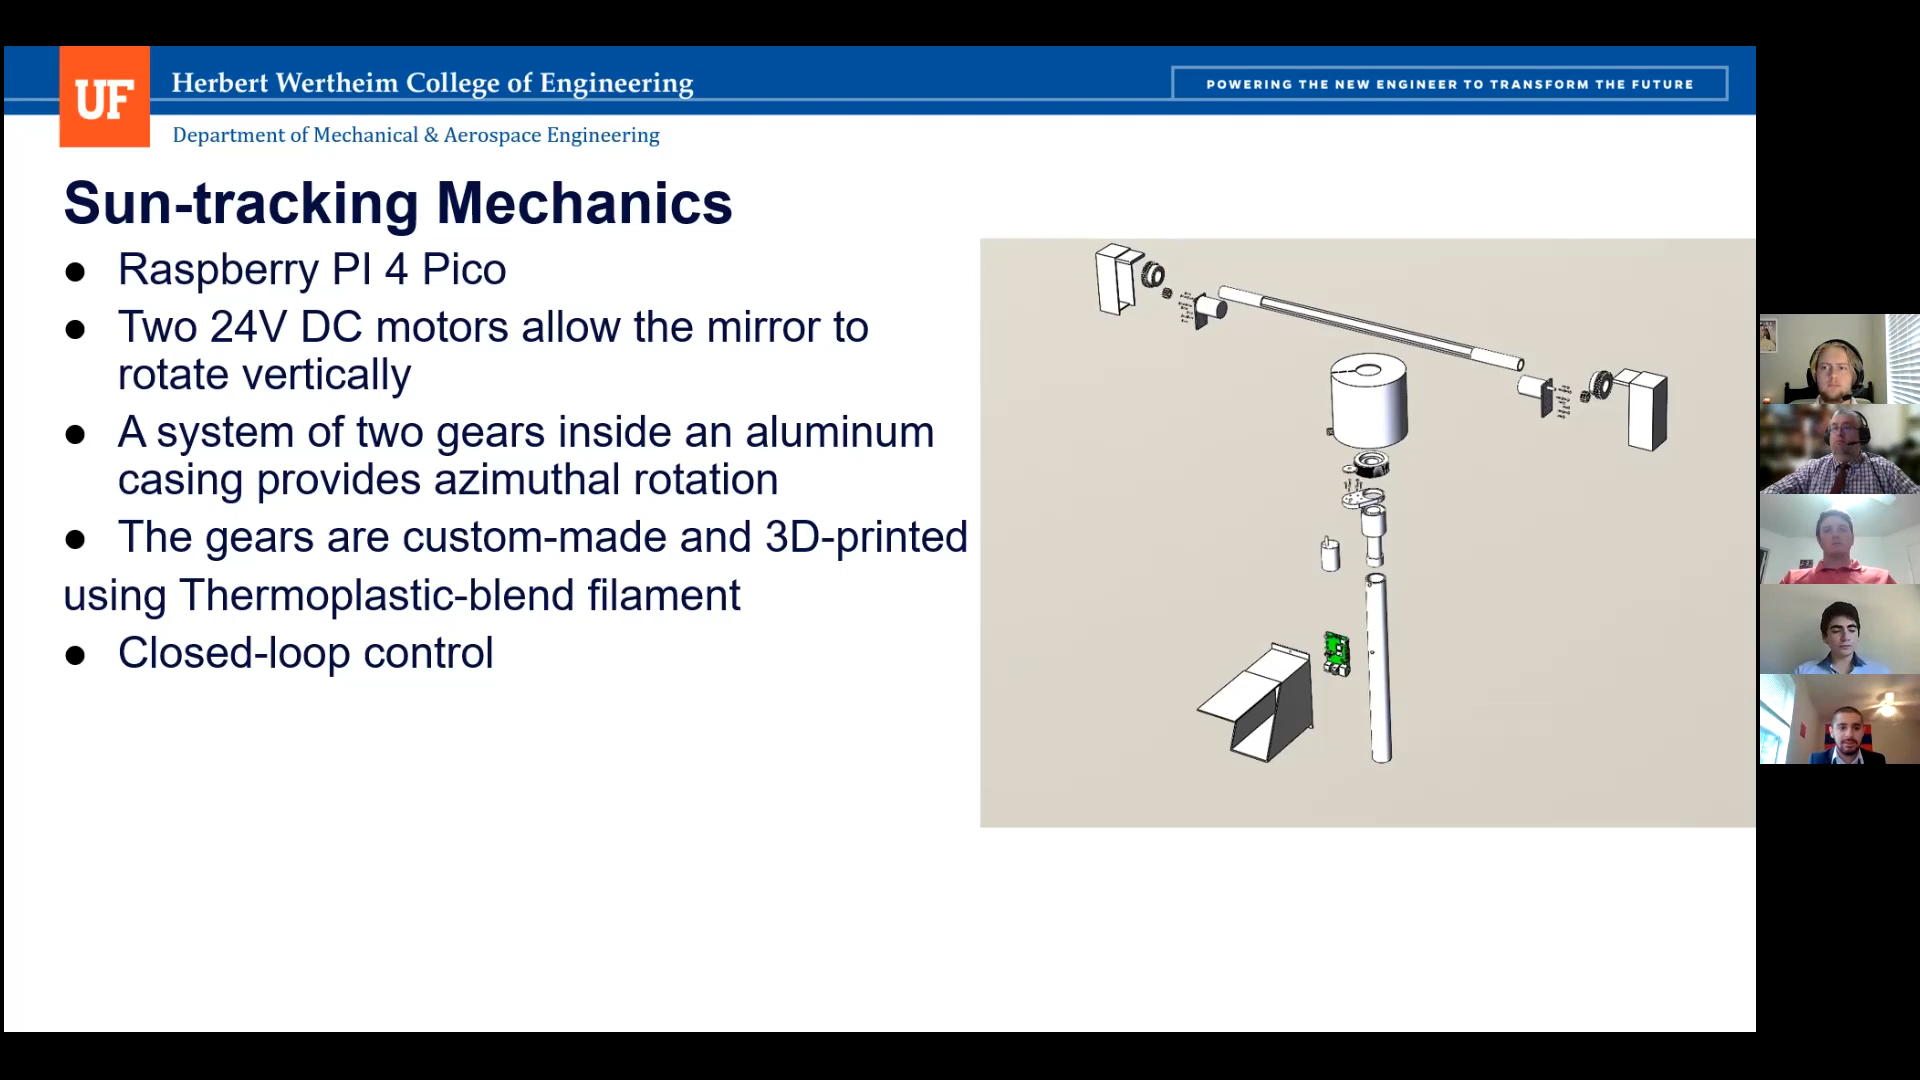 UF
Herbert Wertheim College of Engineering
POWERING THE NEW ENGINEER TO TRANSFORM THE FUTURE
Department of Mechanical & Aerospace Engineering
Sun-tracking Mechanics
● Raspberry PI 4 Pico
● Two 24V DC motors allow the mirror to
rotate vertically
● A system of two gears inside an aluminum
casing provides azimuthal rotation
● The gears are custom-made and 3D-printed
using Thermoplastic-blend filament
● Closed-loop control